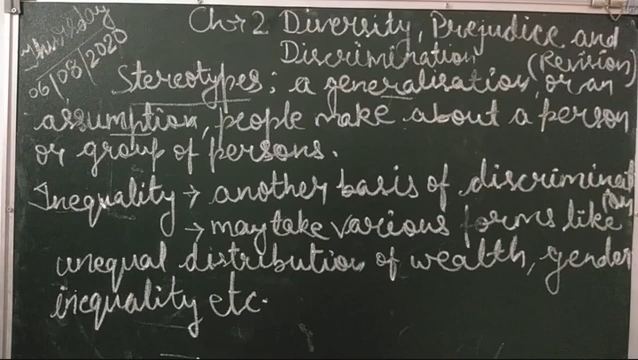 Thursday
06/08/2020
Ch-2 Diversity, Prejudice and
Discrimination (Revision)
Stereotypes: a generalisation, or an
assumption, people make about a person
or group of persons.
Inequality → another basis of discrimination
→ may take various forms like
unequal distribution of wealth, gender
inequality etc.